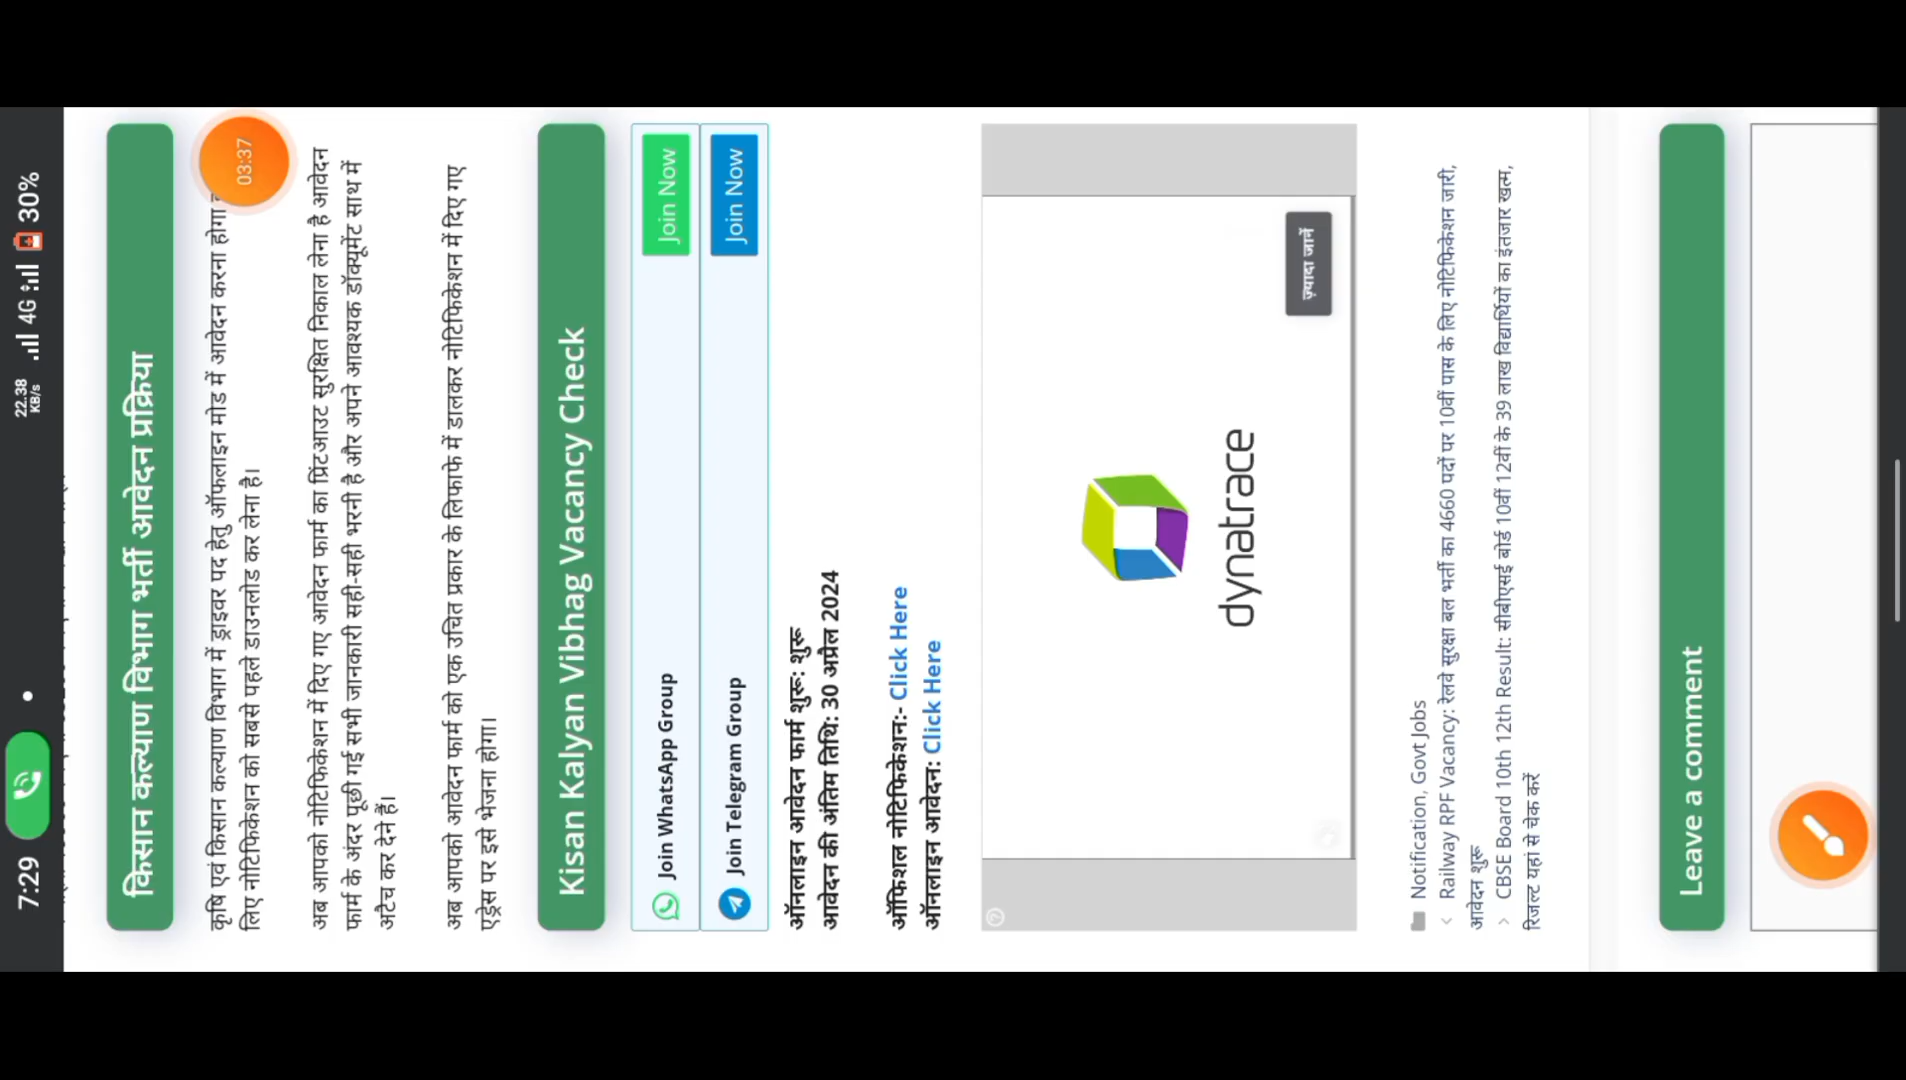 7:29
22.38
KB/s
4G
30%
किसान कल्याण विभाग भर्ती आवेदन प्रक्रिया
03:37
कृषि एवं किसान कल्याण विभाग में ड्राइवर पद हेतु ऑफलाइन मोड में आवेदन करना होगा
लिए नोटिफिकेशन को सबसे पहले डाउनलोड कर लेना है।
अब आपको नोटिफिकेशन में दिए गए आवेदन फार्म का प्रिंटआउट सुरक्षित निकाल लेना है आवेदन
फार्म के अंदर पूछी गई सभी जानकारी सही-सही भरनी है और अपने आवश्यक डॉक्यूमेंट साथ में
अटैच कर देने हैं।
अब आपको आवेदन फार्म को एक उचित प्रकार के लिफाफे में डालकर नोटिफिकेशन में दिए गए
एड्रेस पर इसे भेजना होगा।
Kisan Kalyan Vibhag Vacancy Check
Join WhatsApp Group Join Now
Join Telegram Group Join Now
ऑनलाइन आवेदन फार्म शुरू: शुरू
आवेदन की अंतिम तिथि: 30 अप्रैल 2024
ऑफिशल नोटिफिकेशन:- Click Here
ऑनलाइन आवेदन: Click Here
dynatrace
ज़्यादा जानें
Notification, Govt Jobs
< Railway RPF Vacancy: रेलवे सुरक्षा बल भर्ती का 4660 पदों पर 10वीं पास के लिए नोटिफिकेशन जारी,
आवेदन शुरू
> CBSE Board 10th 12th Result: सीबीएसई बोर्ड 10वीं 12वीं के 39 लाख विद्यार्थियों का इंतजार खत्म,
रिजल्ट यहां से चेक करें
Leave a comment